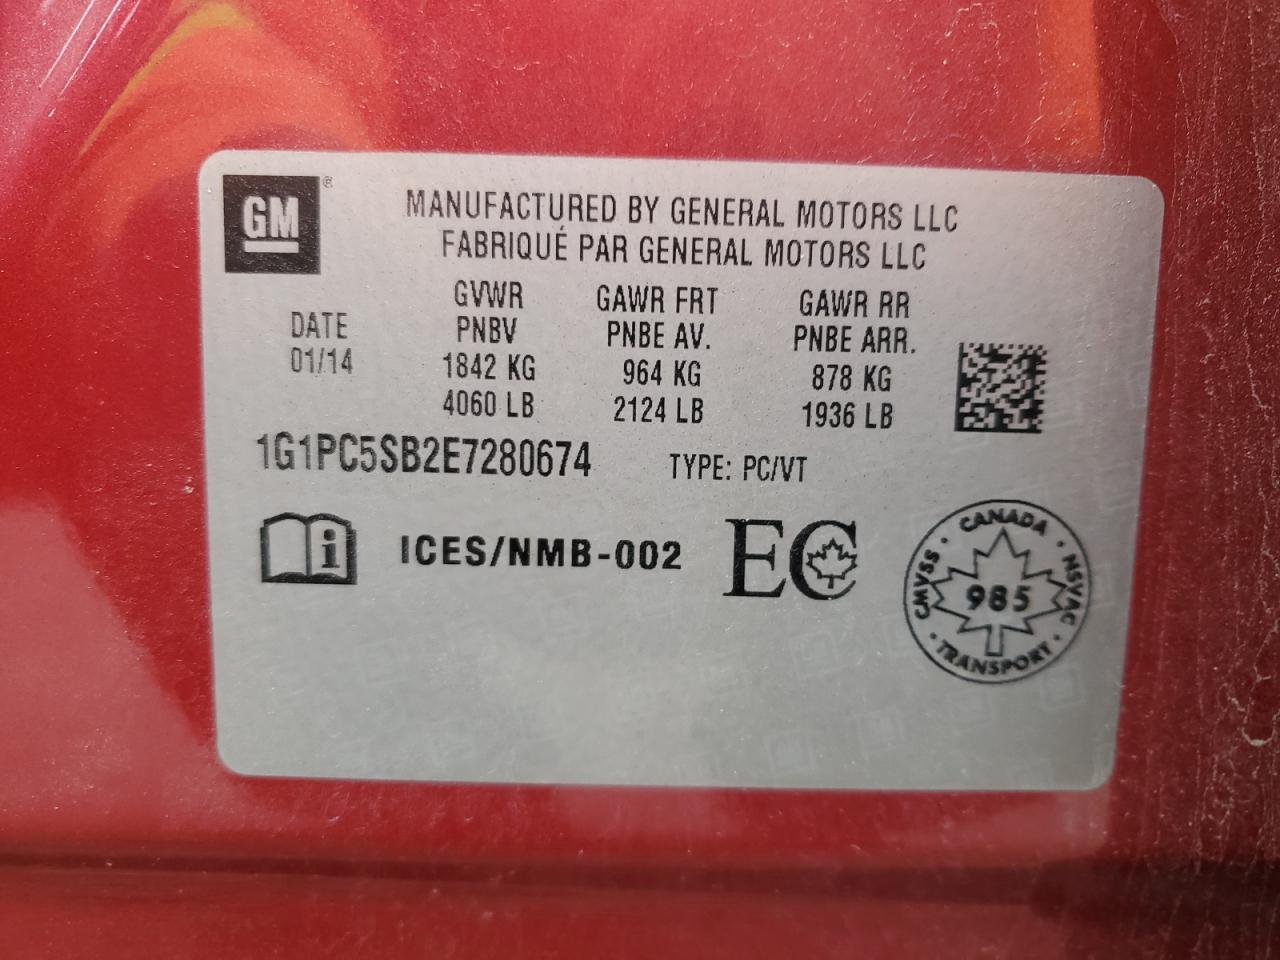 GM®
MANUFACTURED BY GENERAL MOTORS LLC
FABRIQUÉ PAR GENERAL MOTORS LLC
DATE
01/14
GVWR
PNBV
1842 KG
4060 LB
GAWR FRT
PNBE AV.
964 KG
2124 LB
GAWR RR
PNBE ARR.
878 KG
1936 LB
1G1PC5SB2E7280674 TYPE: PC/VT
i ICES/NMB-002 EC
CANADA · NSVAC · TRANSPORT · CMVSS ·
985